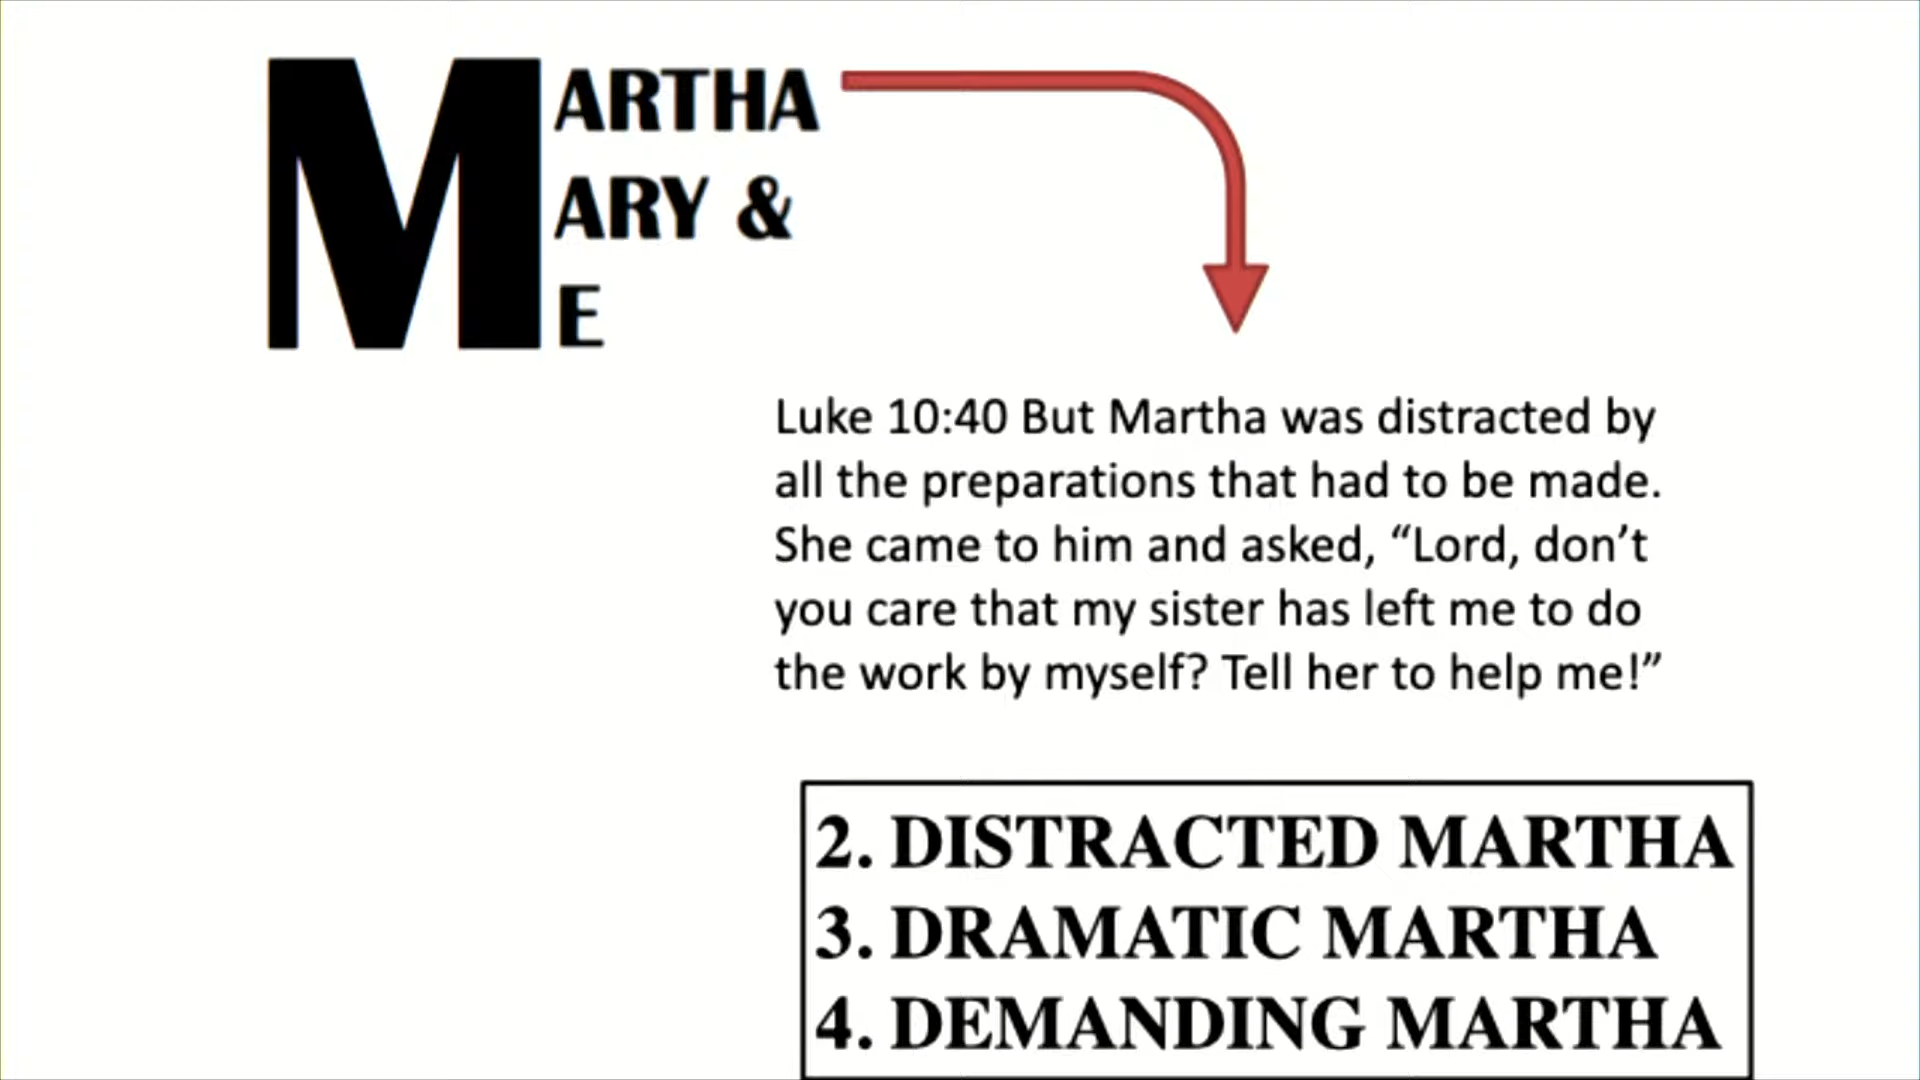 MARTHA
MARY &
ME
Luke 10:40 But Martha was distracted by
all the preparations that had to be made.
She came to him and asked, “Lord, don’t
you care that my sister has left me to do
the work by myself? Tell her to help me!”
2. DISTRACTED MARTHA
3. DRAMATIC MARTHA
4. DEMANDING MARTHA